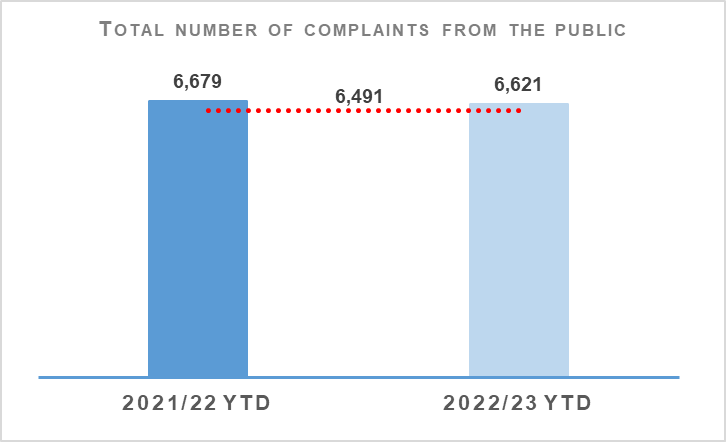 TOTAL NUMBER OF COMPLAINTS FROM THE PUBLIC
6,679
6,491
6,621
2021/22 YTD
2022/23 YTD